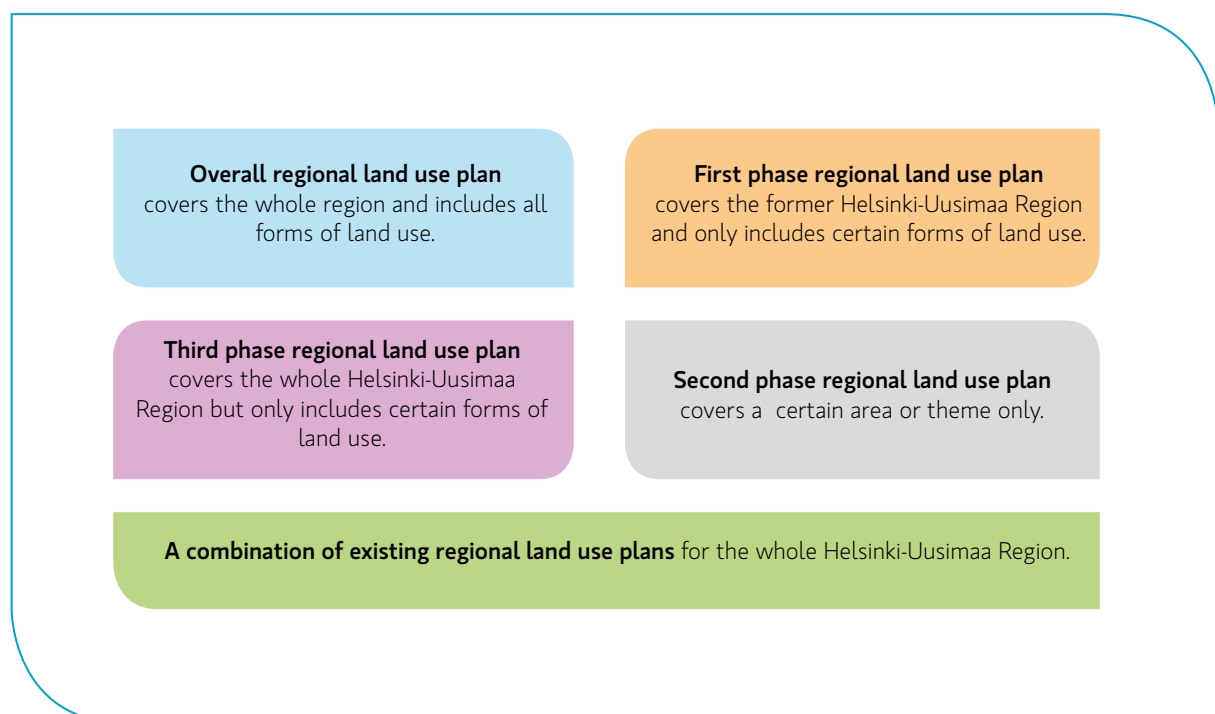 Overall regional land use plan
covers the whole region and includes all
forms of land use.
First phase regional land use plan
covers the former Helsinki-Uusimaa Region
and only includes certain forms of land use.
Third phase regional land use plan
covers the whole Helsinki-Uusimaa
Region but only includes certain forms of
land use.
Second phase regional land use plan
covers a  certain area or theme only.
A combination of existing regional land use plans for the whole Helsinki-Uusimaa Region.